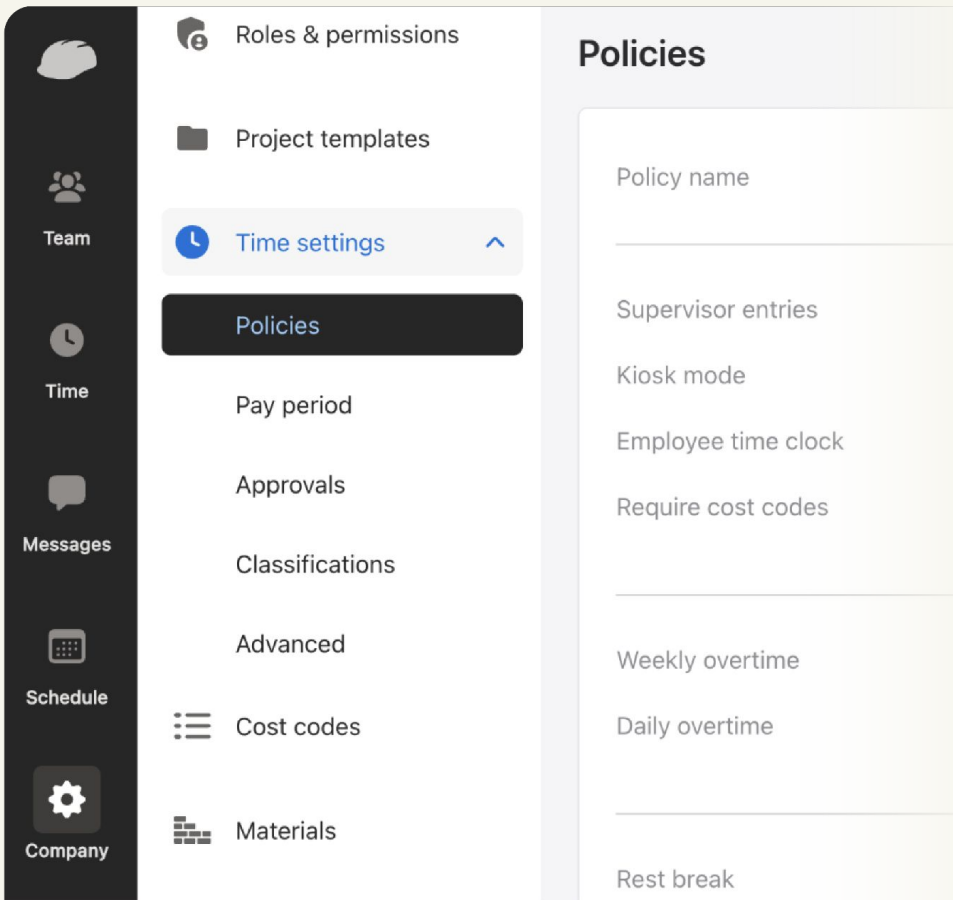 Team
Time
Messages
Schedule
Company
Roles & permissions
Project templates
Time settings
Policies
Pay period
Approvals
Classifications
Advanced
Cost codes
Materials
Policies
Policy name
Supervisor entries
Kiosk mode
Employee time clock
Require cost codes
Weekly overtime
Daily overtime
Rest break